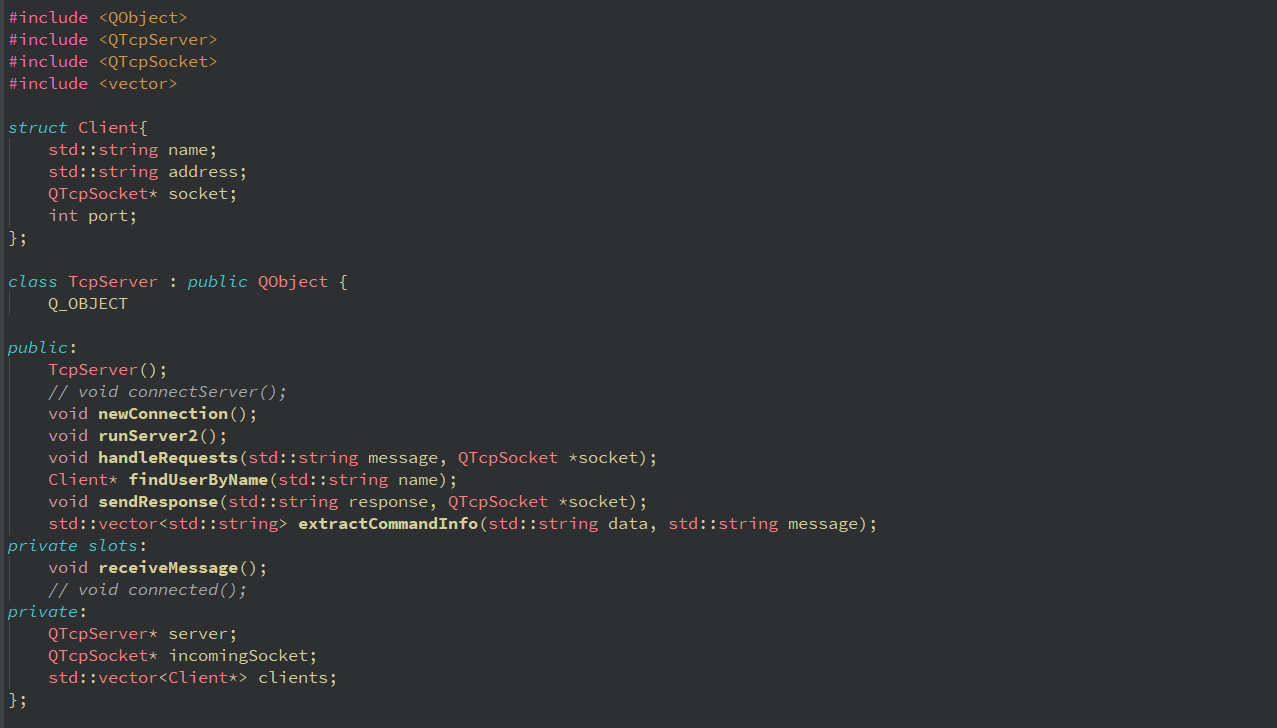 #include <QObject>
#include <QTcpServer>
#include <QTcpSocket>
#include <vector>

struct Client{
    std::string name;
    std::string address;
    QTcpSocket* socket;
    int port;
};

class TcpServer : public QObject {
    Q_OBJECT

public:
    TcpServer();
    // void connectServer();
    void newConnection();
    void runServer2();
    void handleRequests(std::string message, QTcpSocket *socket);
    Client* findUserByName(std::string name);
    void sendResponse(std::string response, QTcpSocket *socket);
    std::vector<std::string> extractCommandInfo(std::string data, std::string message);
private slots:
    void receiveMessage();
    // void connected();
private:
    QTcpServer* server;
    QTcpSocket* incomingSocket;
    std::vector<Client*> clients;
};